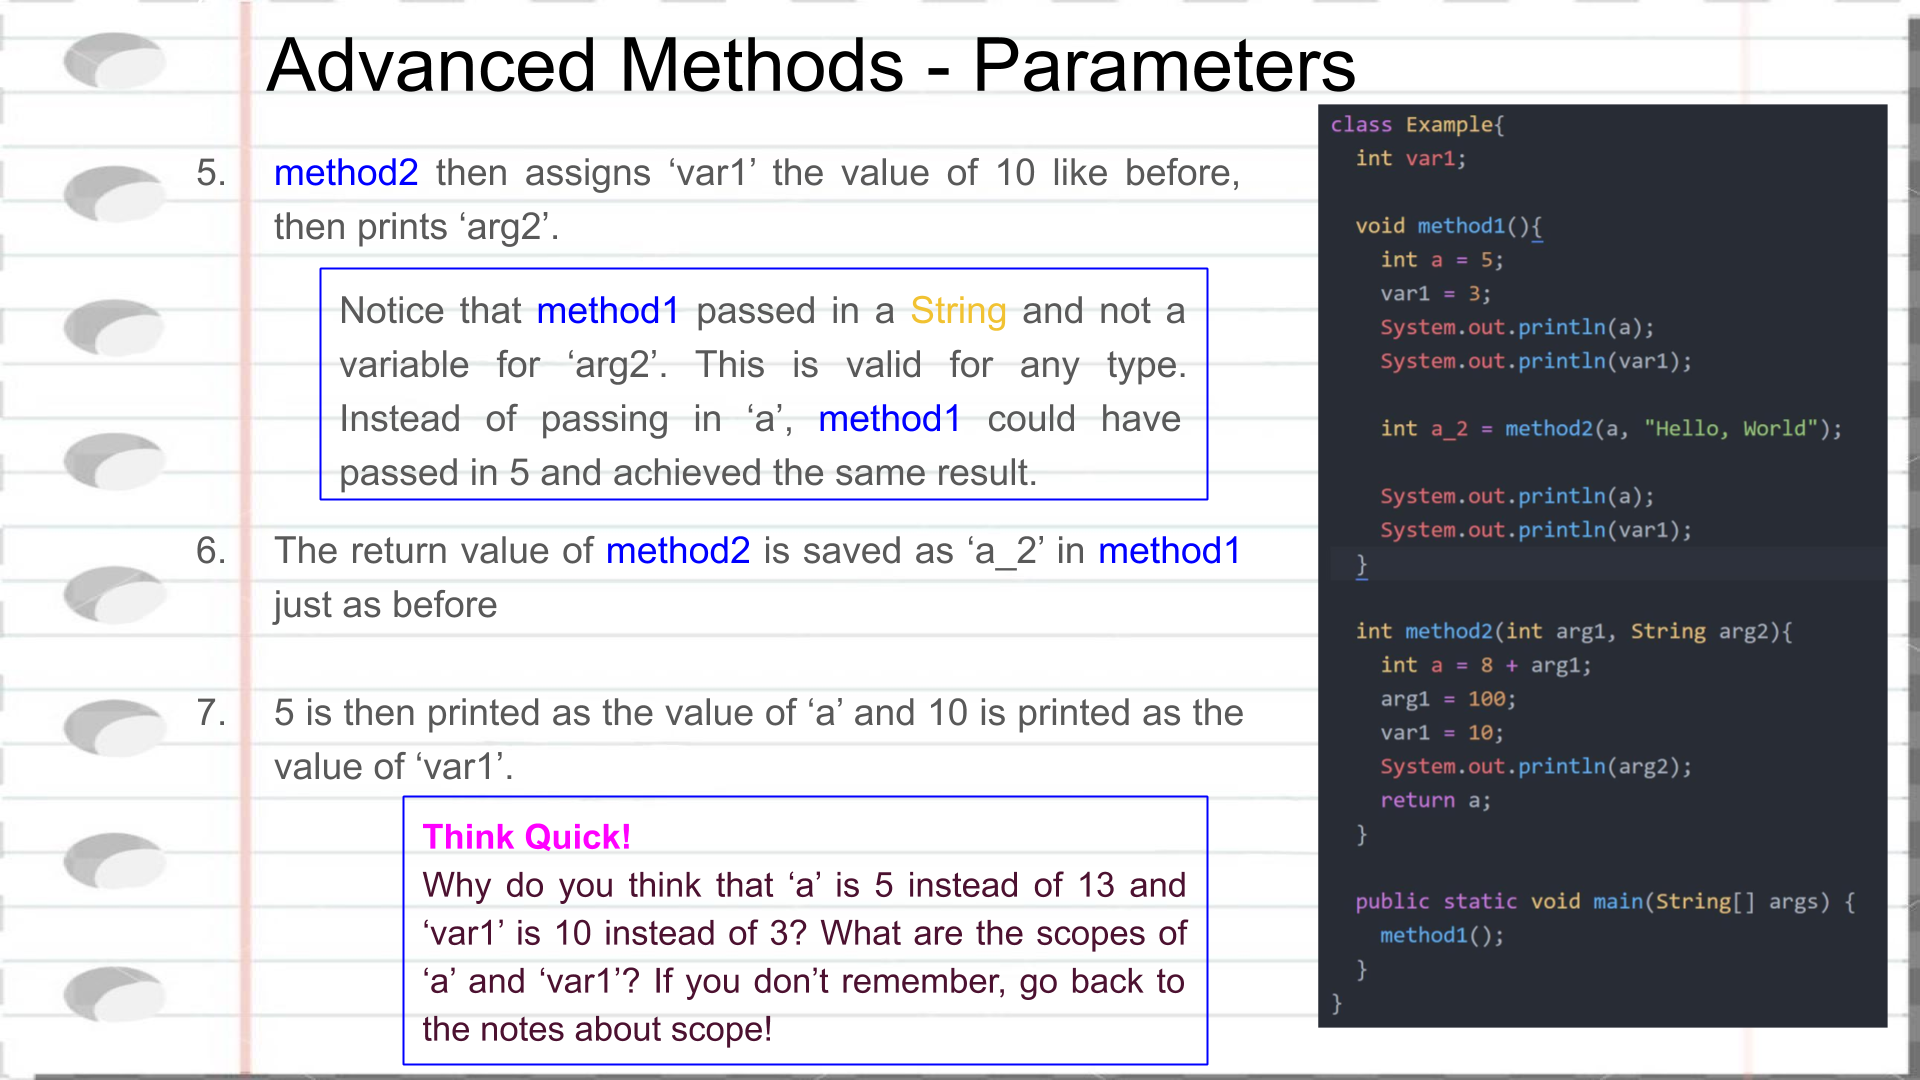 Advanced Methods - Parameters
5. method2 then assigns ‘var1’ the value of 10 like before,
then prints ‘arg2’.
Notice that method1 passed in a String and not a
variable for ‘arg2’. This is valid for any type.
Instead of passing in ‘a’, method1 could have
passed in 5 and achieved the same result.
6. The return value of method2 is saved as ‘a_2’ in method1
just as before
7. 5 is then printed as the value of ‘a’ and 10 is printed as the
value of ‘var1’.
Think Quick!
Why do you think that ‘a’ is 5 instead of 13 and
‘var1’ is 10 instead of 3? What are the scopes of
‘a’ and ‘var1’? If you don’t remember, go back to
the notes about scope!
class Example{
int var1;
void method1(){
int a = 5;
var1 = 3;
System.out.println(a);
System.out.println(var1);
int a_2 = method2(a, "Hello, World");
System.out.println(a);
System.out.println(var1);
}
int method2(int arg1, String arg2){
int a = 8 + arg1;
arg1 = 100;
var1 = 10;
System.out.println(arg2);
return a;
}
public static void main(String[] args) {
method1();
}
}